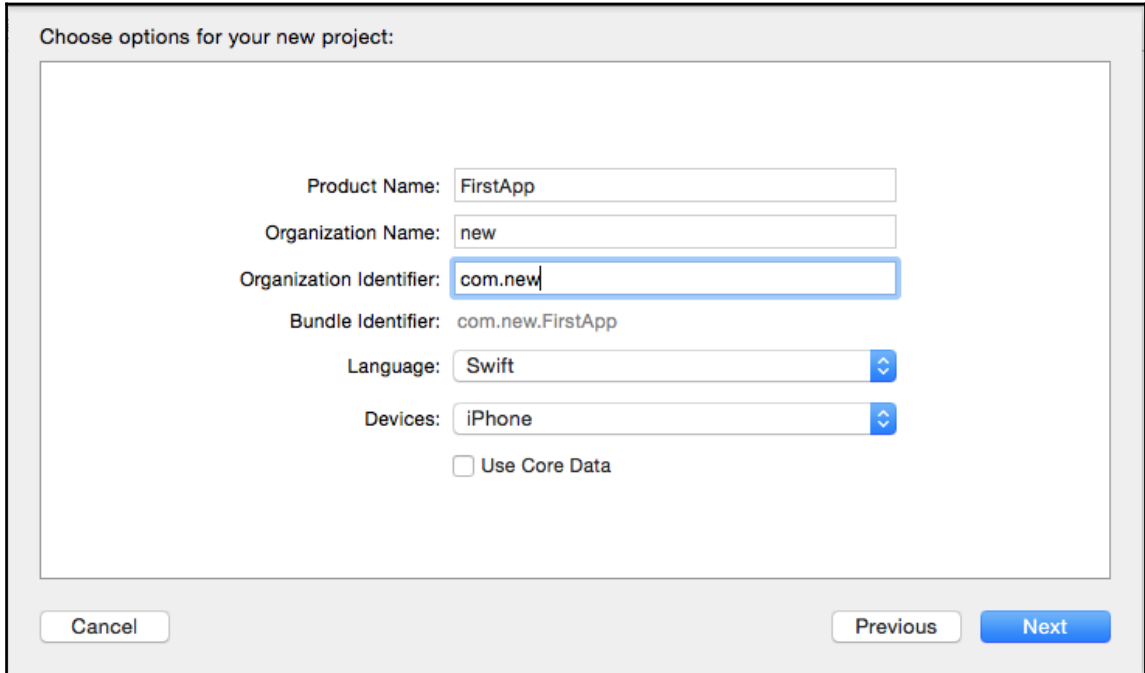 Choose options for your new project:
Product Name: FirstApp
Organization Name: new
Organization Identifier: com.new
Bundle Identifier: com.new.FirstApp
Language: Swift
Devices: iPhone
Use Core Data
Cancel Previous Next